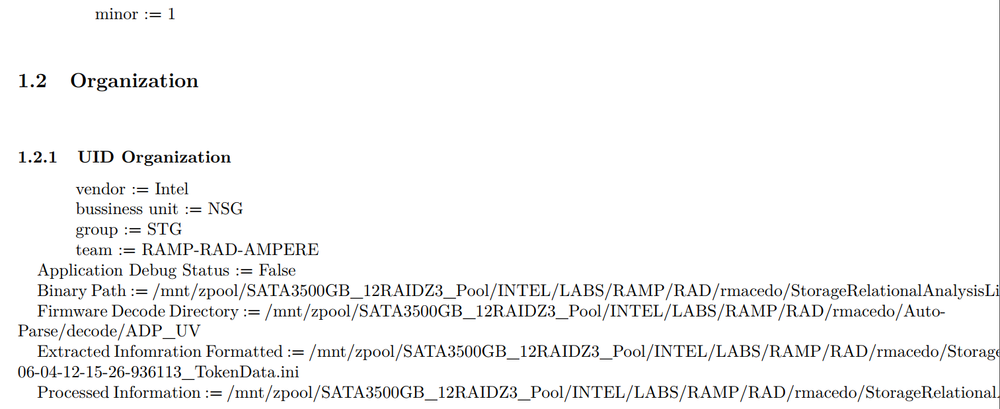 minor := 1
1.2 Organization
1.2.1 UID Organization
vendor := Intel
bussiness unit := NSG
group := STG
team := RAMP-RAD-AMPERE
Application Debug Status := False
Binary Path := /mnt/zpool/SATA3500GB_12RAIDZ3_Pool/INTEL/LABS/RAMP/RAD/rmacedo/StorageRelationalAnalysisLi
Firmware Decode Directory := /mnt/zpool/SATA3500GB_12RAIDZ3_Pool/INTEL/LABS/RAMP/RAD/rmacedo/Auto-
Parse/decode/ADP_UV
Extracted Infomration Formatted := /mnt/zpool/SATA3500GB_12RAIDZ3_Pool/INTEL/LABS/RAMP/RAD/rmacedo/Storage
06-04-12-15-26-936113_TokenData.ini
Processed Information := /mnt/zpool/SATA3500GB_12RAIDZ3_Pool/INTEL/LABS/RAMP/RAD/rmacedo/StorageRelational